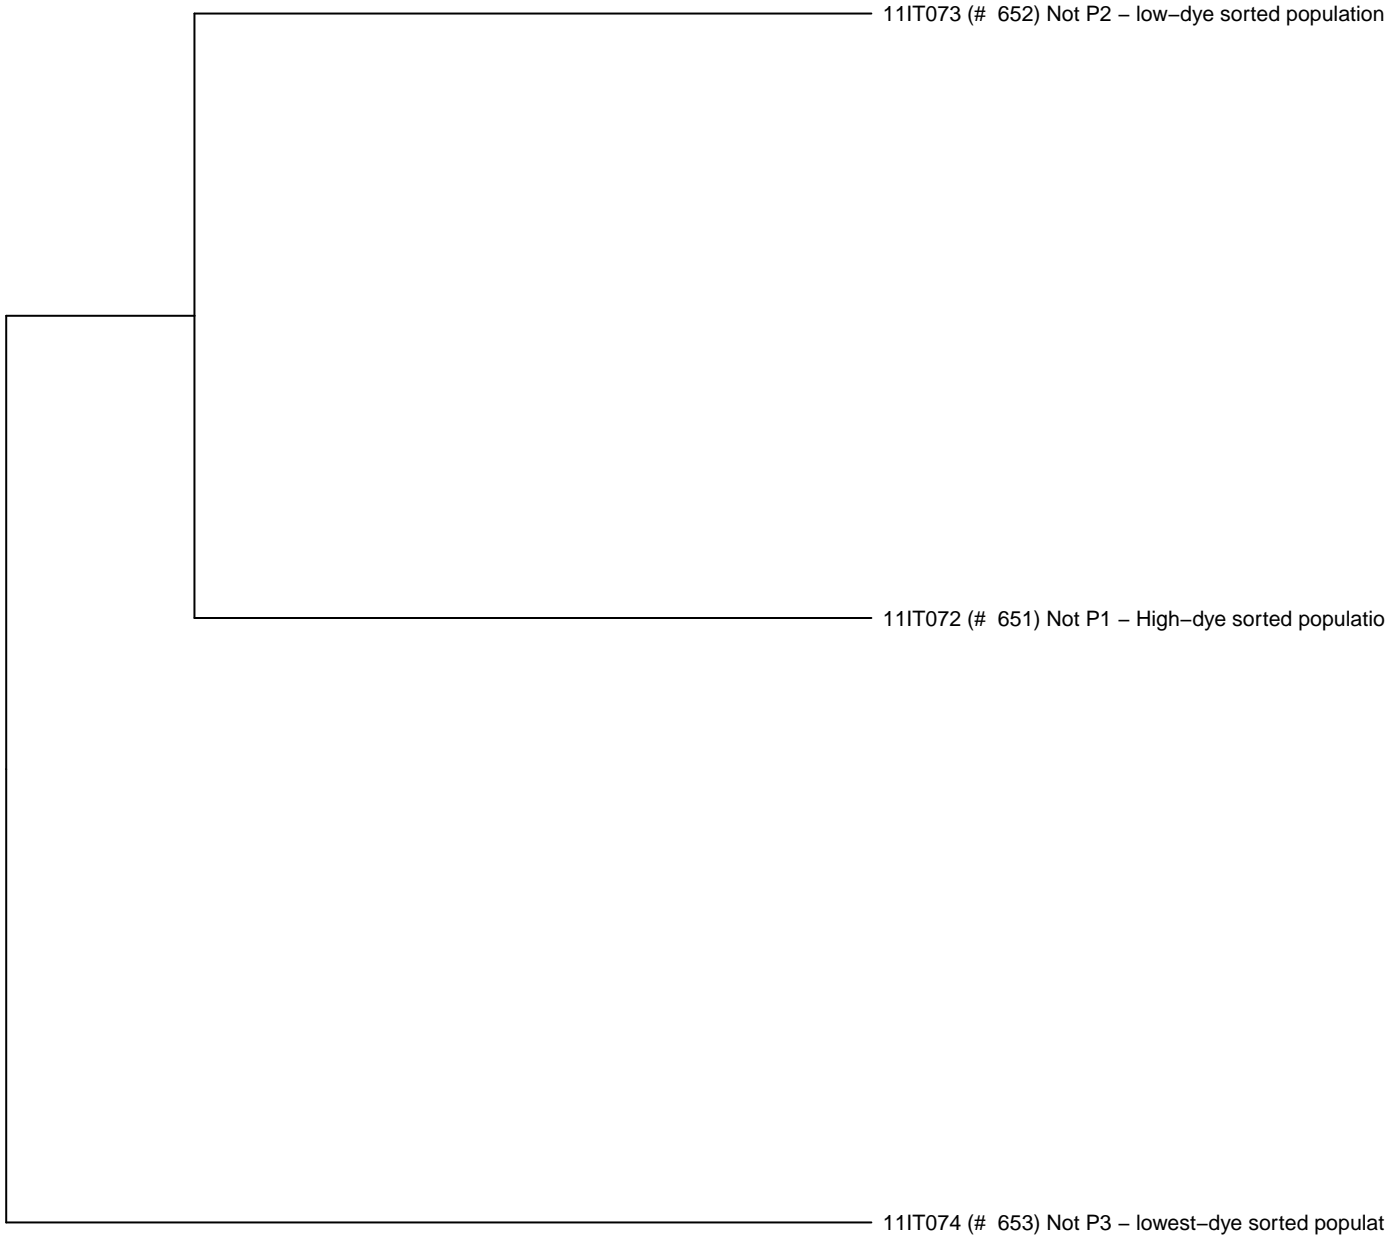 11IT073 (#  652) Not P2 − low−dye sorted population
11IT072 (#  651) Not P1 − High−dye sorted populatio
11IT074 (#  653) Not P3 − lowest−dye sorted populat